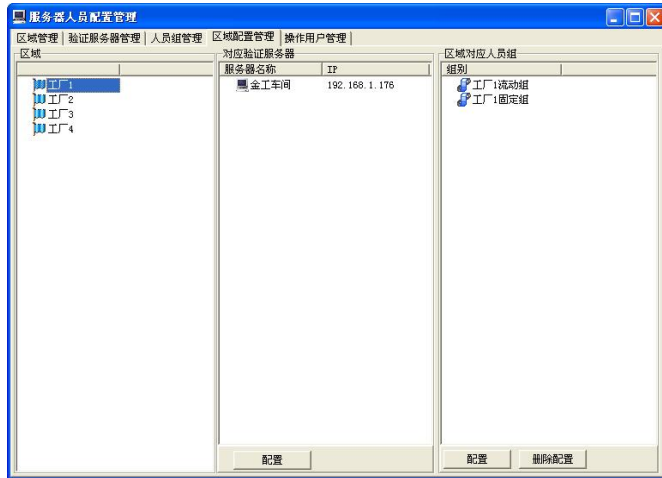 服务器人员配置管理
区域管理 验证服务器管理 人员组管理 区域配置管理 操作用户管理
区域 对应验证服务器 区域对应人员组
服务器名称 IP 组别
工厂1 金工车间 192.168.1.176 工厂1流动组
工厂2 工厂1固定组
工厂3
工厂4
配置 配置 删除配置